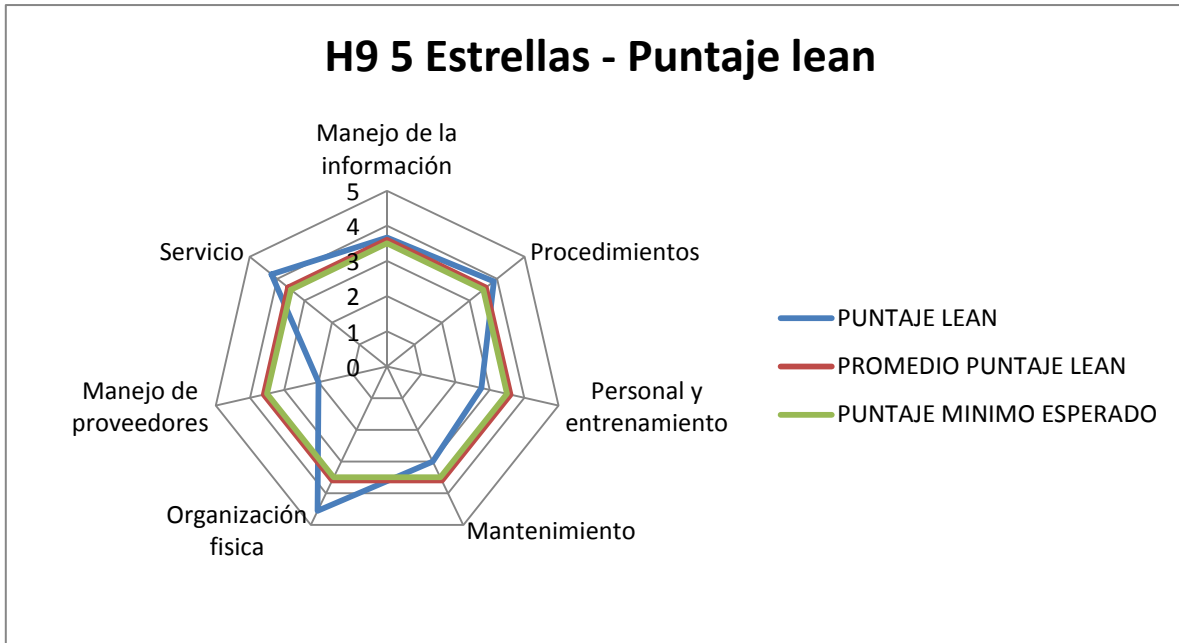 H9 5 Estrellas - Puntaje lean
Manejo de la
información
5
4
3
2
1
0
Procedimientos
Personal y
entrenamiento
Mantenimiento
Organización
fisica
Manejo de
proveedores
Servicio
PUNTAJE LEAN
PROMEDIO PUNTAJE LEAN
PUNTAJE MINIMO ESPERADO